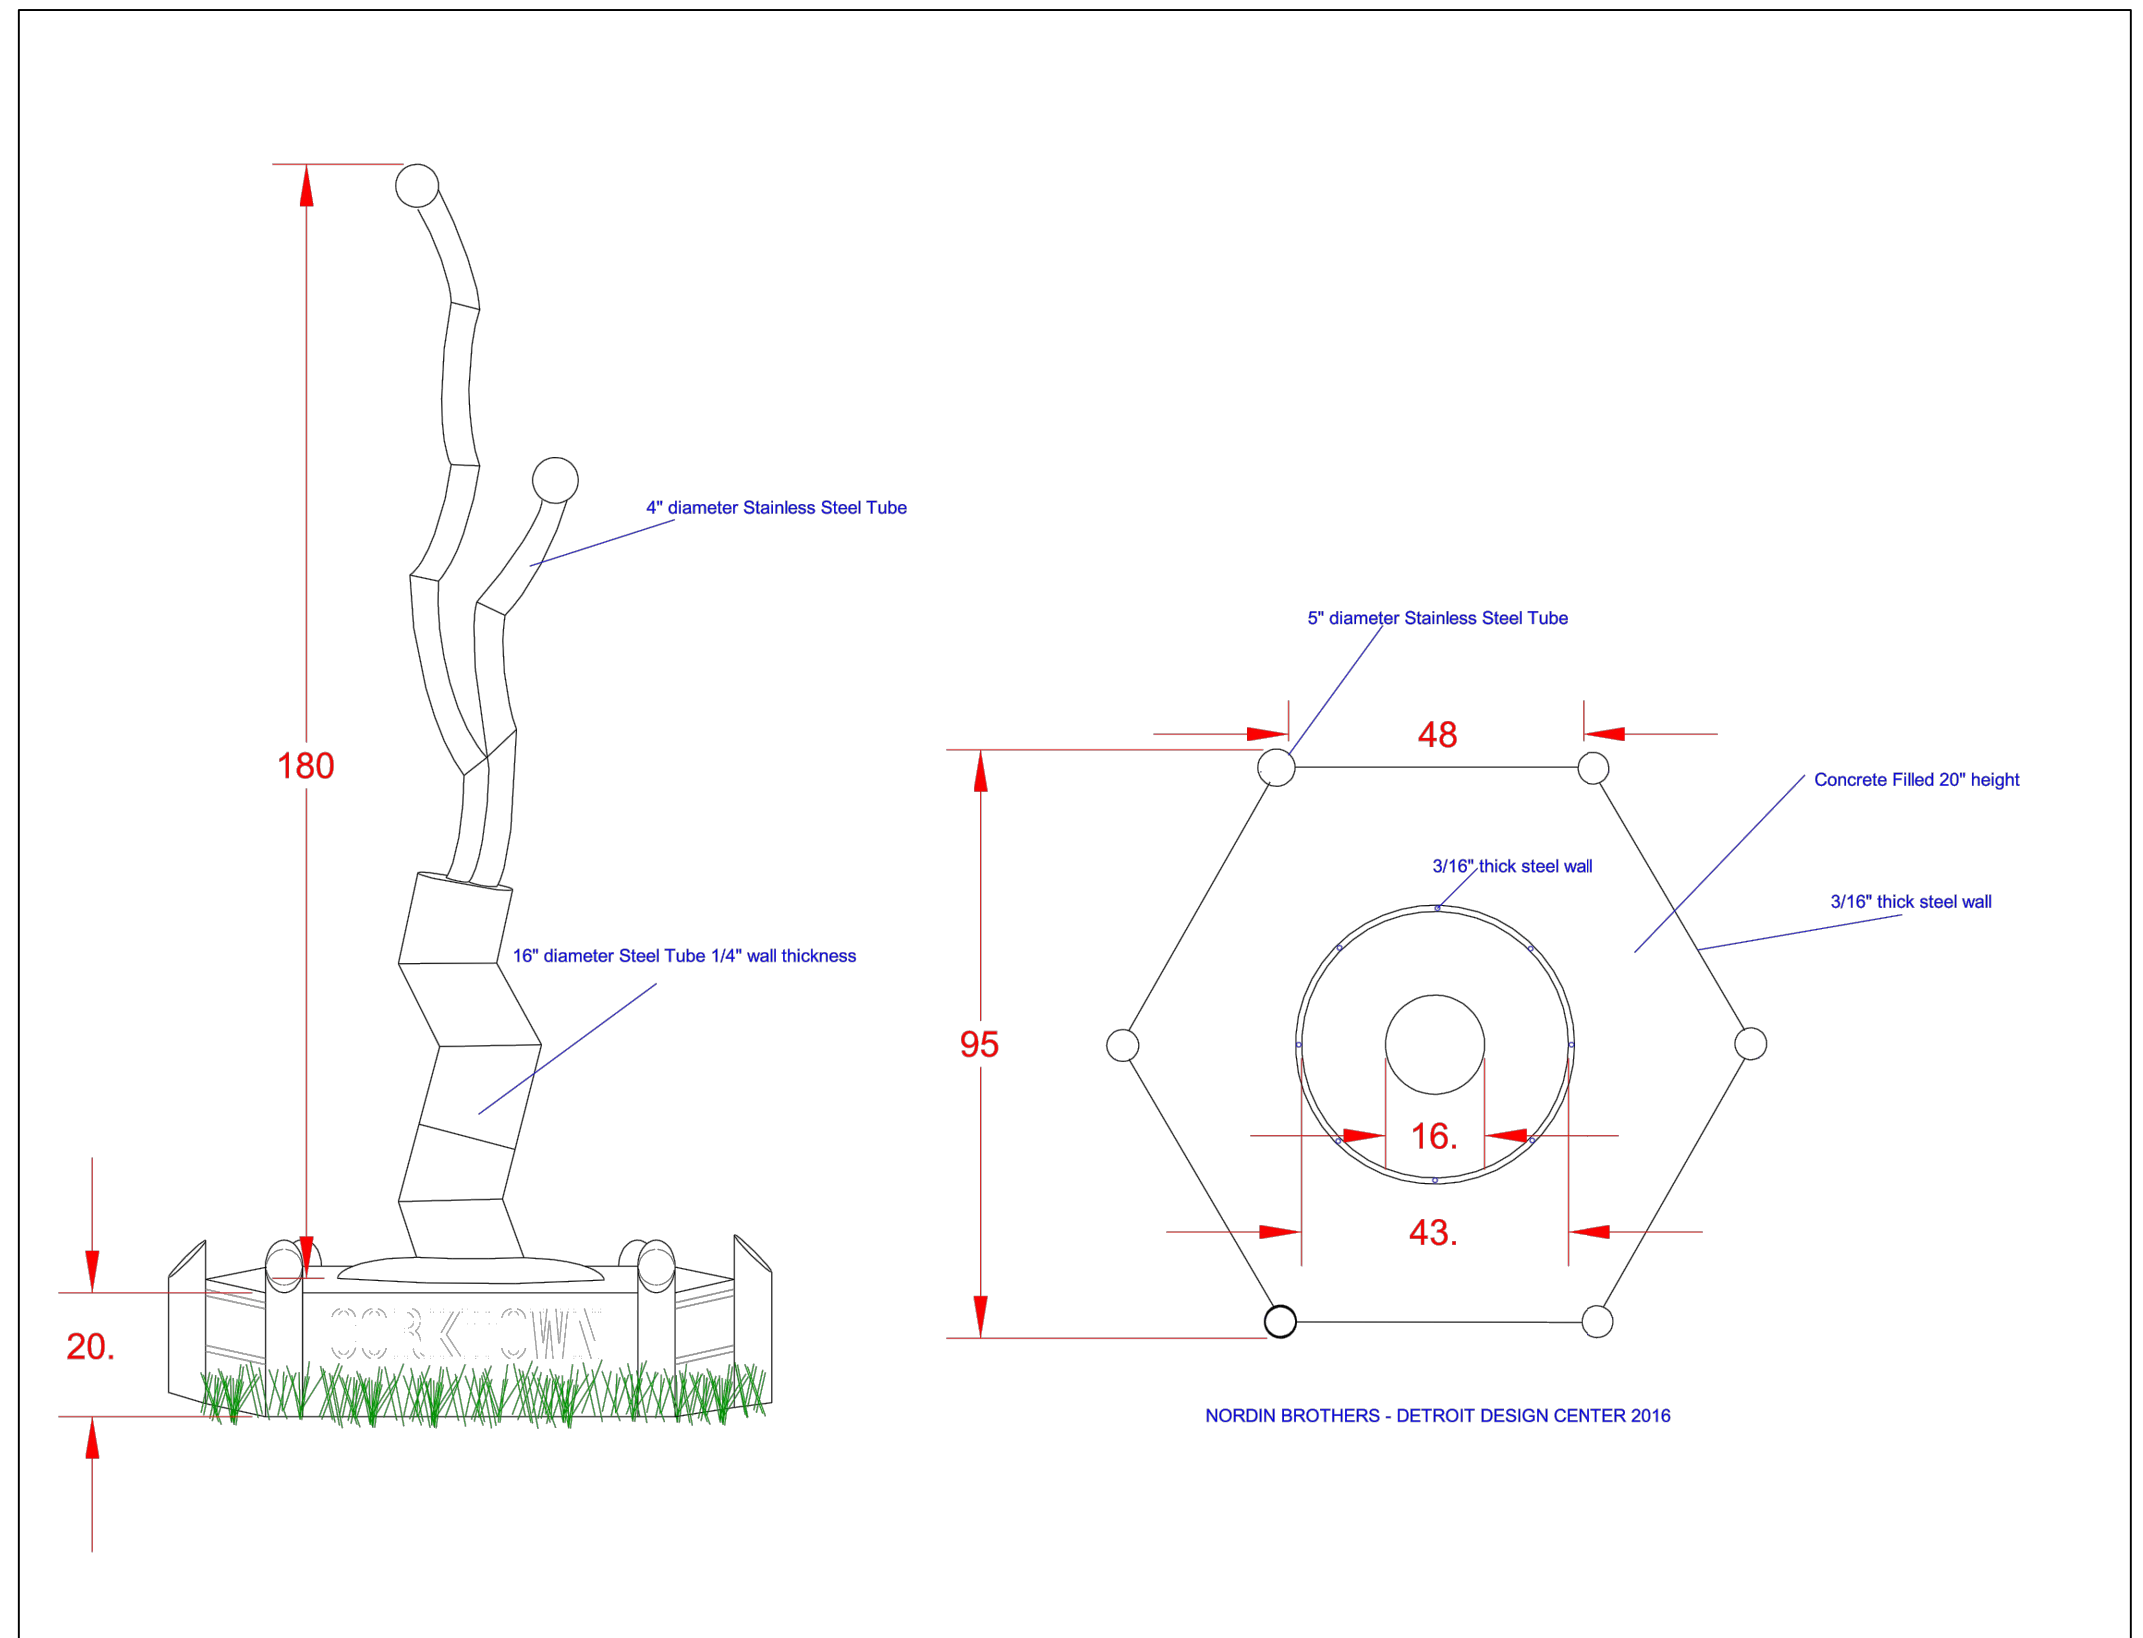 180
4" diameter Stainless Steel Tube
16" diameter Steel Tube 1/4" wall thickness
20.
CORKTOWN
5" diameter Stainless Steel Tube
48
Concrete Filled 20" height
3/16" thick steel wall
3/16" thick steel wall
95
16.
43.
NORDIN BROTHERS - DETROIT DESIGN CENTER 2016